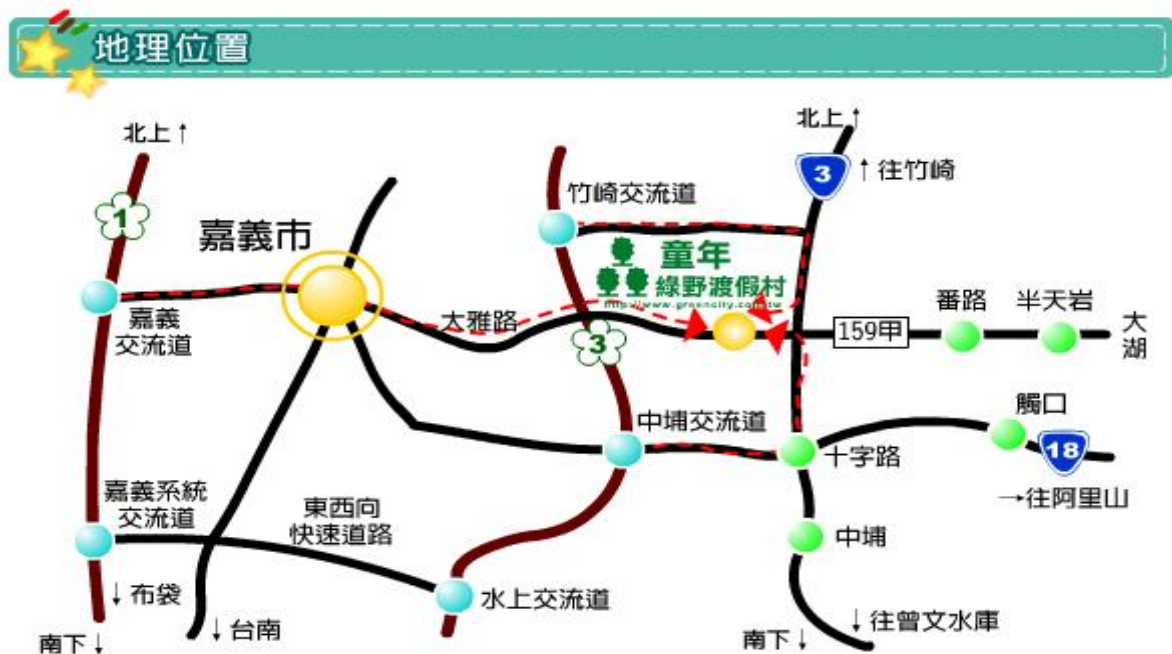 地理位置
北上↑
北上↑
1
3
↑往竹崎
竹崎交流道
嘉義市
童年
綠野渡假村
http://www.greencity.com.tw
嘉義
交流道
大雅路
3
159甲
番路
半天岩
大
湖
中埔交流道
十字路
觸口
18
→往阿里山
嘉義系統
交流道
東西向
快速道路
中埔
↓布袋
↓台南
水上交流道
↓往曾文水庫
南下↓
南下↓